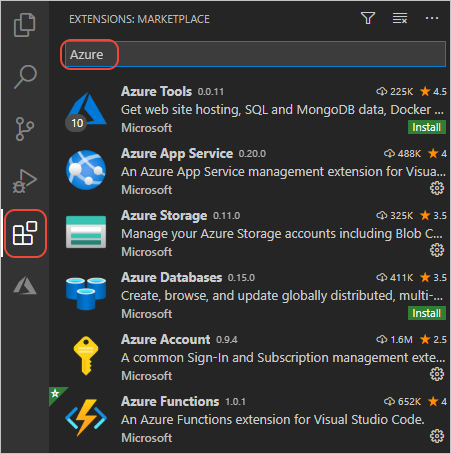 EXTENSIONS: MARKETPLACE
Azure
Azure Tools 0.0.11 225K 4.5
Get web site hosting, SQL and MongoDB data, Docker ...
Microsoft Install
10
Azure App Service 0.20.0 488K 4
An Azure App Service management extension for Visua...
Microsoft
Azure Storage 0.11.0 325K 3.5
Manage your Azure Storage accounts including Blob C...
Microsoft
Azure Databases 0.15.0 411K 3.5
Create, browse, and update globally distributed, multi-...
Microsoft Install
Azure Account 0.9.4 1.6M 2.5
A common Sign-In and Subscription management exte...
Microsoft
Azure Functions 1.0.1 652K 4
An Azure Functions extension for Visual Studio Code.
Microsoft